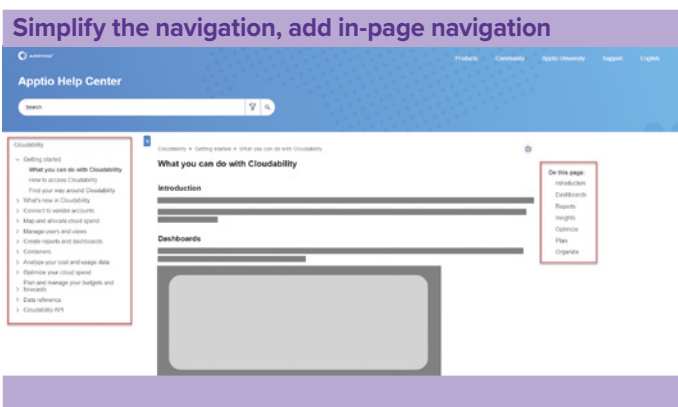 Simplify the navigation, add in-page navigation
APPTIO
Products Community Apptio University Support English
Apptio Help Center
Search
Cloudability
Getting started
What you can do with Cloudability
How to access Cloudability
Find your way around Cloudability
What's new in Cloudability
Connect to vendor accounts
Map and allocate cloud spend
Manage users and views
Create reports and dashboards
Containers
Analyze your cost and usage data
Optimize your cloud spend
Plan and manage your budgets and
forecasts
Data reference
Cloudability API
Cloudability Getting started What you can do with Cloudability
What you can do with Cloudability
Introduction
Dashboards
On this page:
Introduction
Dashboards
Reports
Insights
Optimize
Plan
Organize